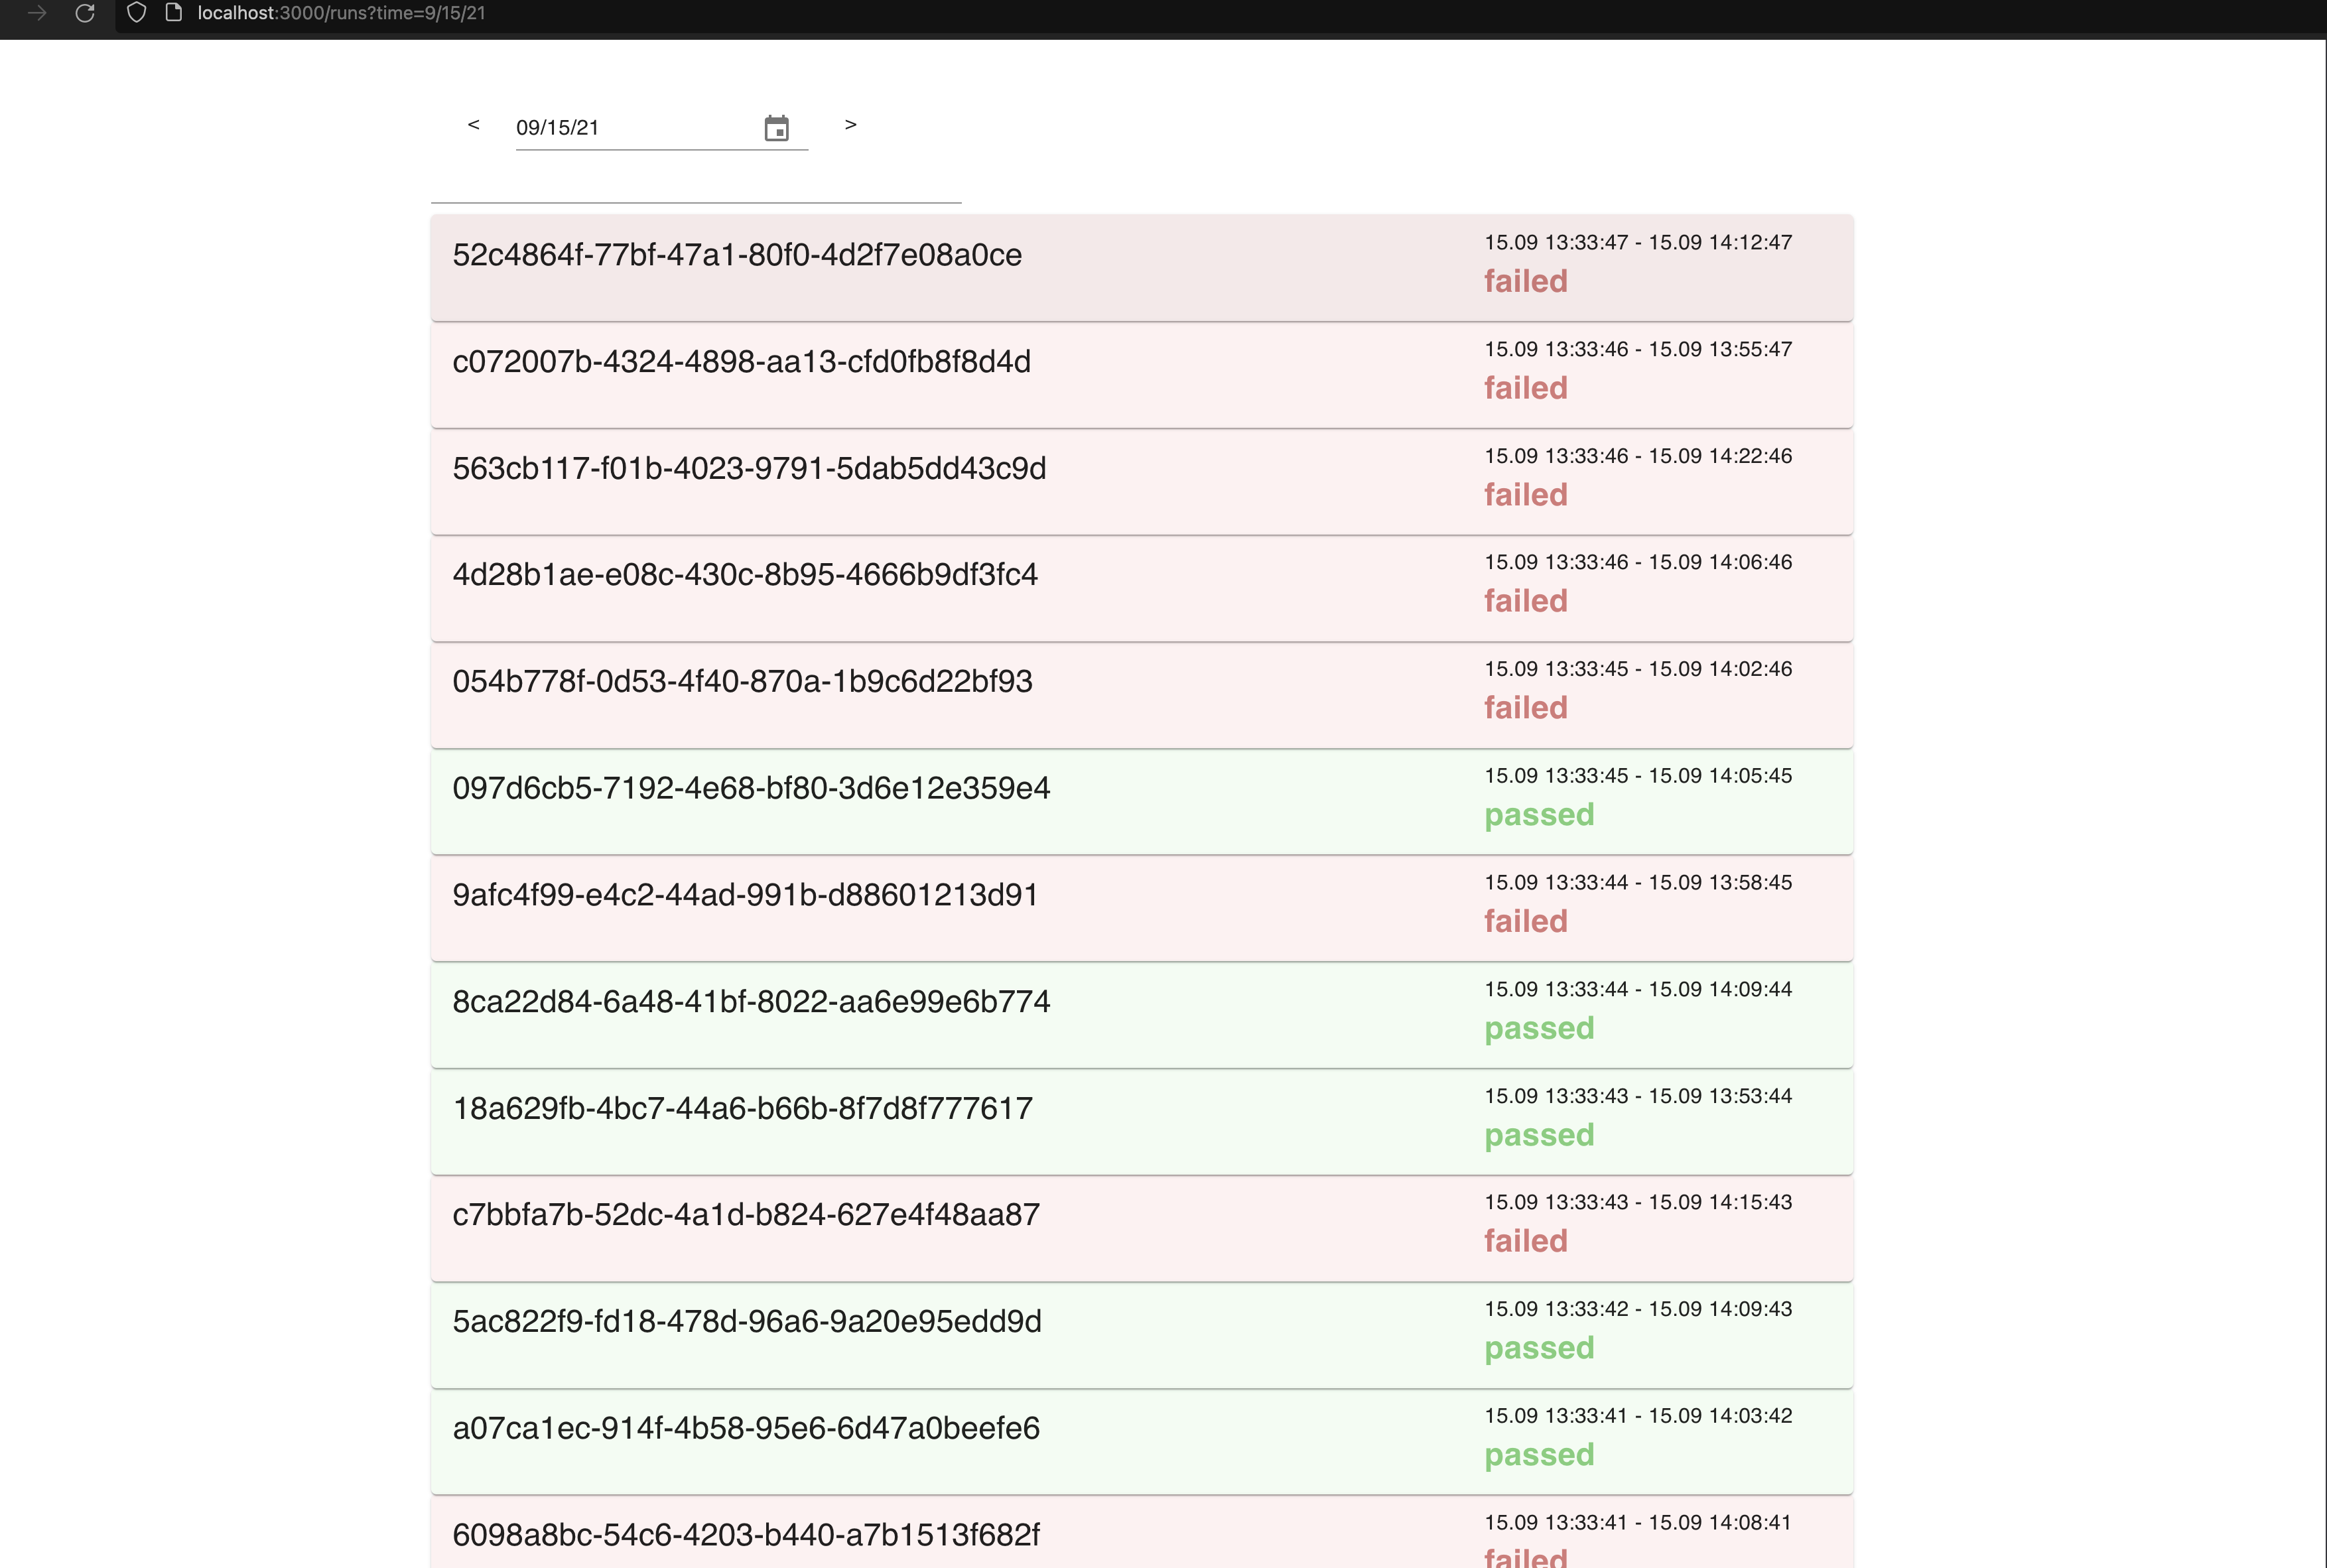 localhost:3000/runs?time=9/15/21
< 09/15/21 >
52c4864f-77bf-47a1-80f0-4d2f7e08a0ce
15.09 13:33:47 - 15.09 14:12:47
failed
c072007b-4324-4898-aa13-cfd0fb8f8d4d
15.09 13:33:46 - 15.09 13:55:47
failed
563cb117-f01b-4023-9791-5dab5dd43c9d
15.09 13:33:46 - 15.09 14:22:46
failed
4d28b1ae-e08c-430c-8b95-4666b9df3fc4
15.09 13:33:46 - 15.09 14:06:46
failed
054b778f-0d53-4f40-870a-1b9c6d22bf93
15.09 13:33:45 - 15.09 14:02:46
failed
097d6cb5-7192-4e68-bf80-3d6e12e359e4
15.09 13:33:45 - 15.09 14:05:45
passed
9afc4f99-e4c2-44ad-991b-d88601213d91
15.09 13:33:44 - 15.09 13:58:45
failed
8ca22d84-6a48-41bf-8022-aa6e99e6b774
15.09 13:33:44 - 15.09 14:09:44
passed
18a629fb-4bc7-44a6-b66b-8f7d8f777617
15.09 13:33:43 - 15.09 13:53:44
passed
c7bbfa7b-52dc-4a1d-b824-627e4f48aa87
15.09 13:33:43 - 15.09 14:15:43
failed
5ac822f9-fd18-478d-96a6-9a20e95edd9d
15.09 13:33:42 - 15.09 14:09:43
passed
a07ca1ec-914f-4b58-95e6-6d47a0beefe6
15.09 13:33:41 - 15.09 14:03:42
passed
6098a8bc-54c6-4203-b440-a7b1513f682f
15.09 13:33:41 - 15.09 14:08:41
failed